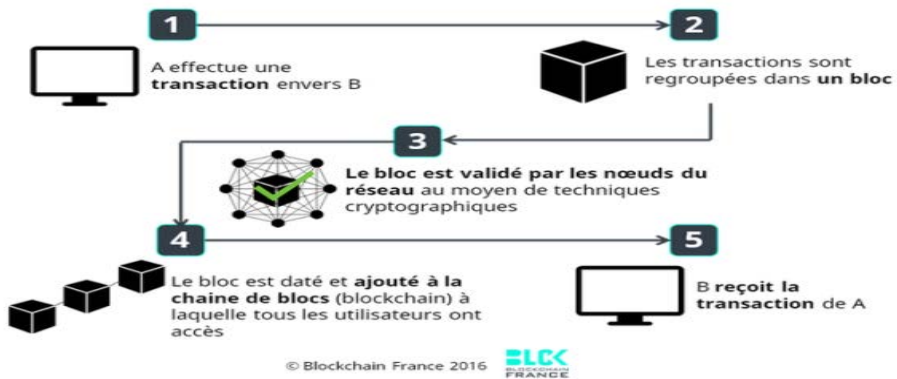 1
2
A effectue une
transaction envers B
Les transactions sont
regroupées dans un bloc
3
Le bloc est validé par les nœuds du
réseau au moyen de techniques
cryptographiques
4
5
Le bloc est daté et ajouté à la
chaine de blocs (blockchain) à
laquelle tous les utilisateurs ont
accès
B reçoit la
transaction de A
© Blockchain France 2016
BLCK
BLOCKCHAIN
FRANCE